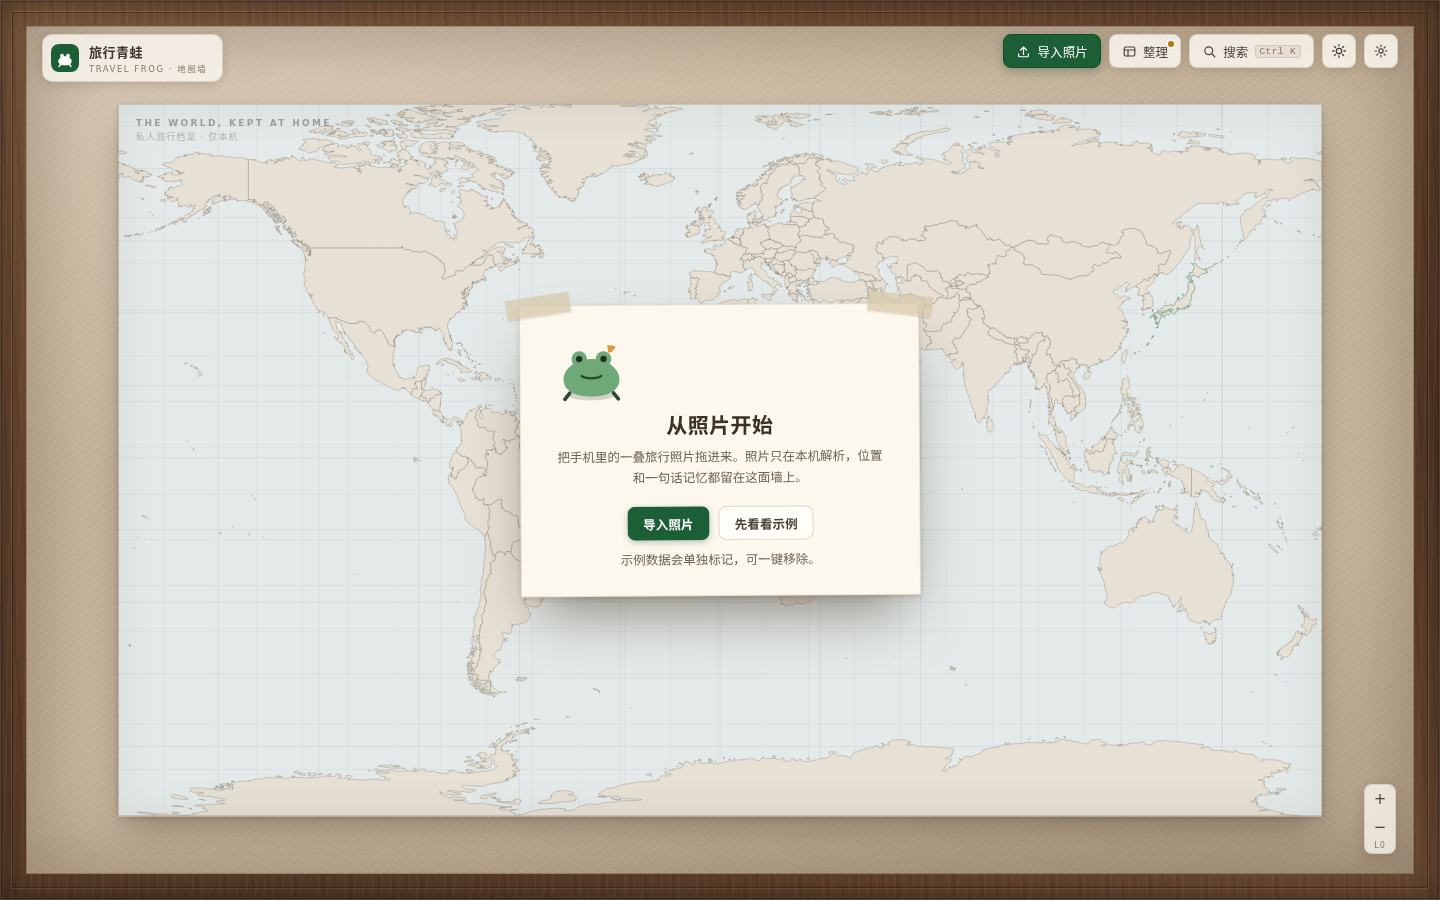 旅行青蛙
TRAVEL FROG · 地图墙
导入照片
整理
搜索 Ctrl K
THE WORLD, KEPT AT HOME
私人旅行档案 · 仅本机
从照片开始
把手机里的一叠旅行照片拖进来。照片只在本机解析，位置
和一句话记忆都留在这面墙上。
导入照片
先看看示例
示例数据会单独标记，可一键移除。
+
−
L0